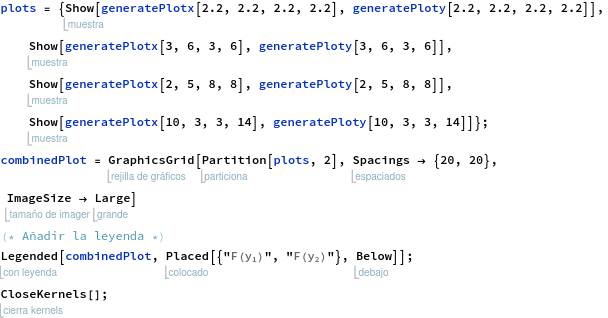 plots = {Show[generatePlotx[2.2, 2.2, 2.2, 2.2], generatePloty[2.2, 2.2, 2.2, 2.2]],
muestra
Show[generatePlotx[3, 6, 3, 6], generatePloty[3, 6, 3, 6]],
muestra
Show[generatePlotx[2, 5, 8, 8], generatePloty[2, 5, 8, 8]],
muestra
Show[generatePlotx[10, 3, 3, 14], generatePloty[10, 3, 3, 14]]};
muestra
combinedPlot = GraphicsGrid[Partition[plots, 2], Spacings → {20, 20},
rejilla de gráficos particiona espaciados
ImageSize → Large]
tamaño de imagen grande
(* Añadir la leyenda *)
Legended[combinedPlot, Placed[{"F(y₁)", "F(y₂)"}, Below]];
con leyenda colocado debajo
CloseKernels[];
cierra kernels